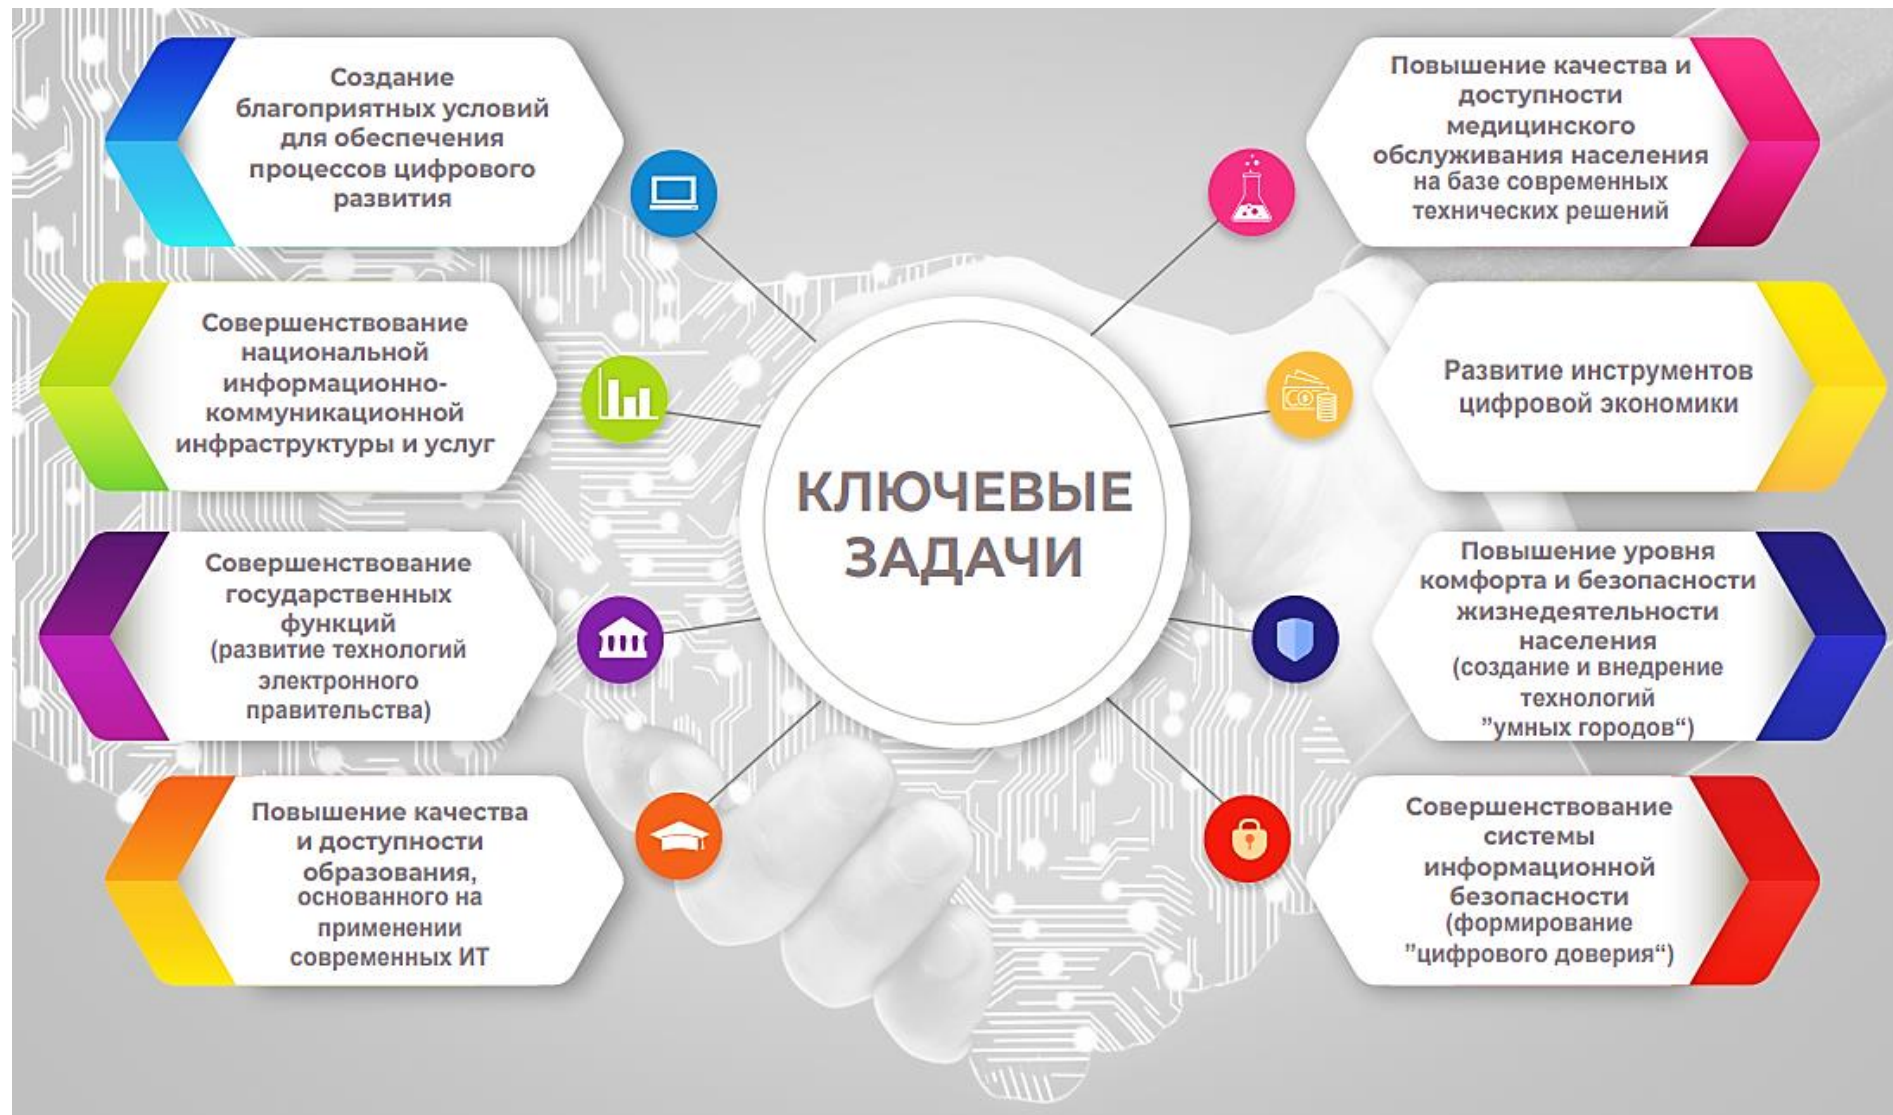 Создание
благоприятных условий
для обеспечения
процессов цифрового
развития
Совершенствование
национальной
информационно-
коммуникационной
инфраструктуры и услуг
Совершенствование
государственных
функций
(развитие технологий
электронного
правительства)
Повышение качества
и доступности
образования,
основанного на
применении
современных ИТ
КЛЮЧЕВЫЕ
ЗАДАЧИ
Повышение качества и
доступности
медицинского
обслуживания населения
на базе современных
технических решений
Развитие инструментов
цифровой экономики
Повышение уровня
комфорта и безопасности
жизнедеятельности
населения
(создание и внедрение
технологий
”умных городов“)
Совершенствование
системы
информационной
безопасности
(формирование
”цифрового доверия“)